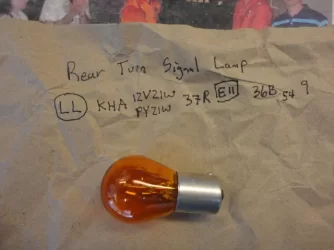 Rear Turn Signal Lamp
LL KHA 12V21W PY21W 37R E11 36B 54 9